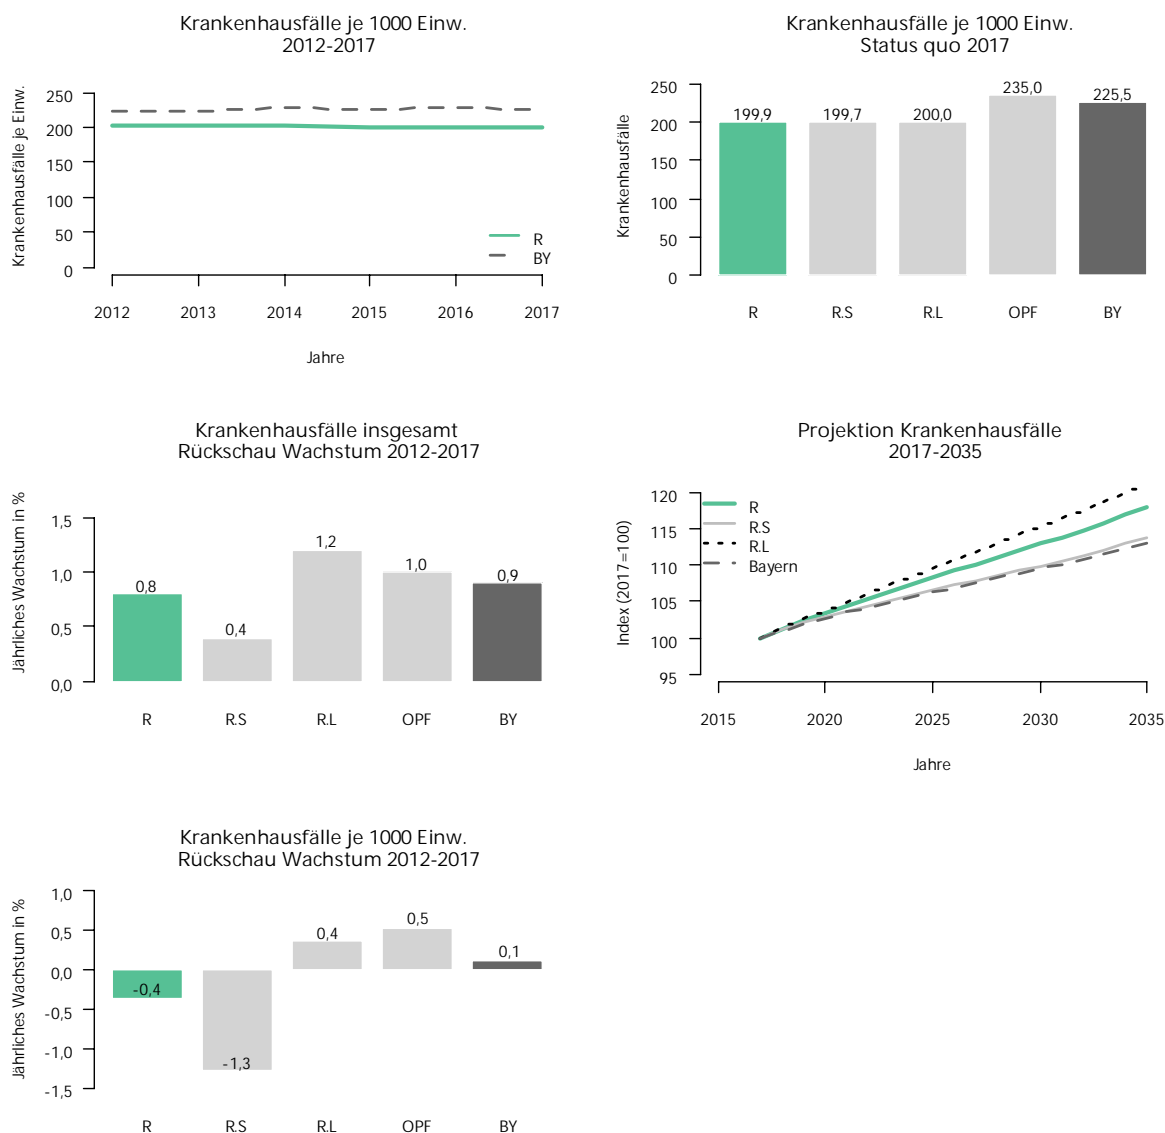 Krankenhausfälle je 1000 Einw.
2012-2017
Krankenhausfälle je Einw.
250
200
150
100
50
0
R
BY
2012 2013 2014 2015 2016 2017
Jahre
Krankenhausfälle je 1000 Einw.
Status quo 2017
Krankenhausfälle
250
200
150
100
50
0
199,9 199,7 200,0 235,0 225,5
R R.S R.L OPF BY
Krankenhausfälle insgesamt
Rückschau Wachstum 2012-2017
Jährliches Wachstum in %
1,5
1,0
0,5
0,0
0,8 0,4 1,2 1,0 0,9
R R.S R.L OPF BY
Projektion Krankenhausfälle
2017-2035
Index (2017=100)
120
115
110
105
100
95
R
R.S
R.L
Bayern
2015 2020 2025 2030 2035
Jahre
Krankenhausfälle je 1000 Einw.
Rückschau Wachstum 2012-2017
Jährliches Wachstum in %
1,0
0,5
0,0
-0,5
-1,0
-1,5
-0,4 -1,3 0,4 0,5 0,1
R R.S R.L OPF BY